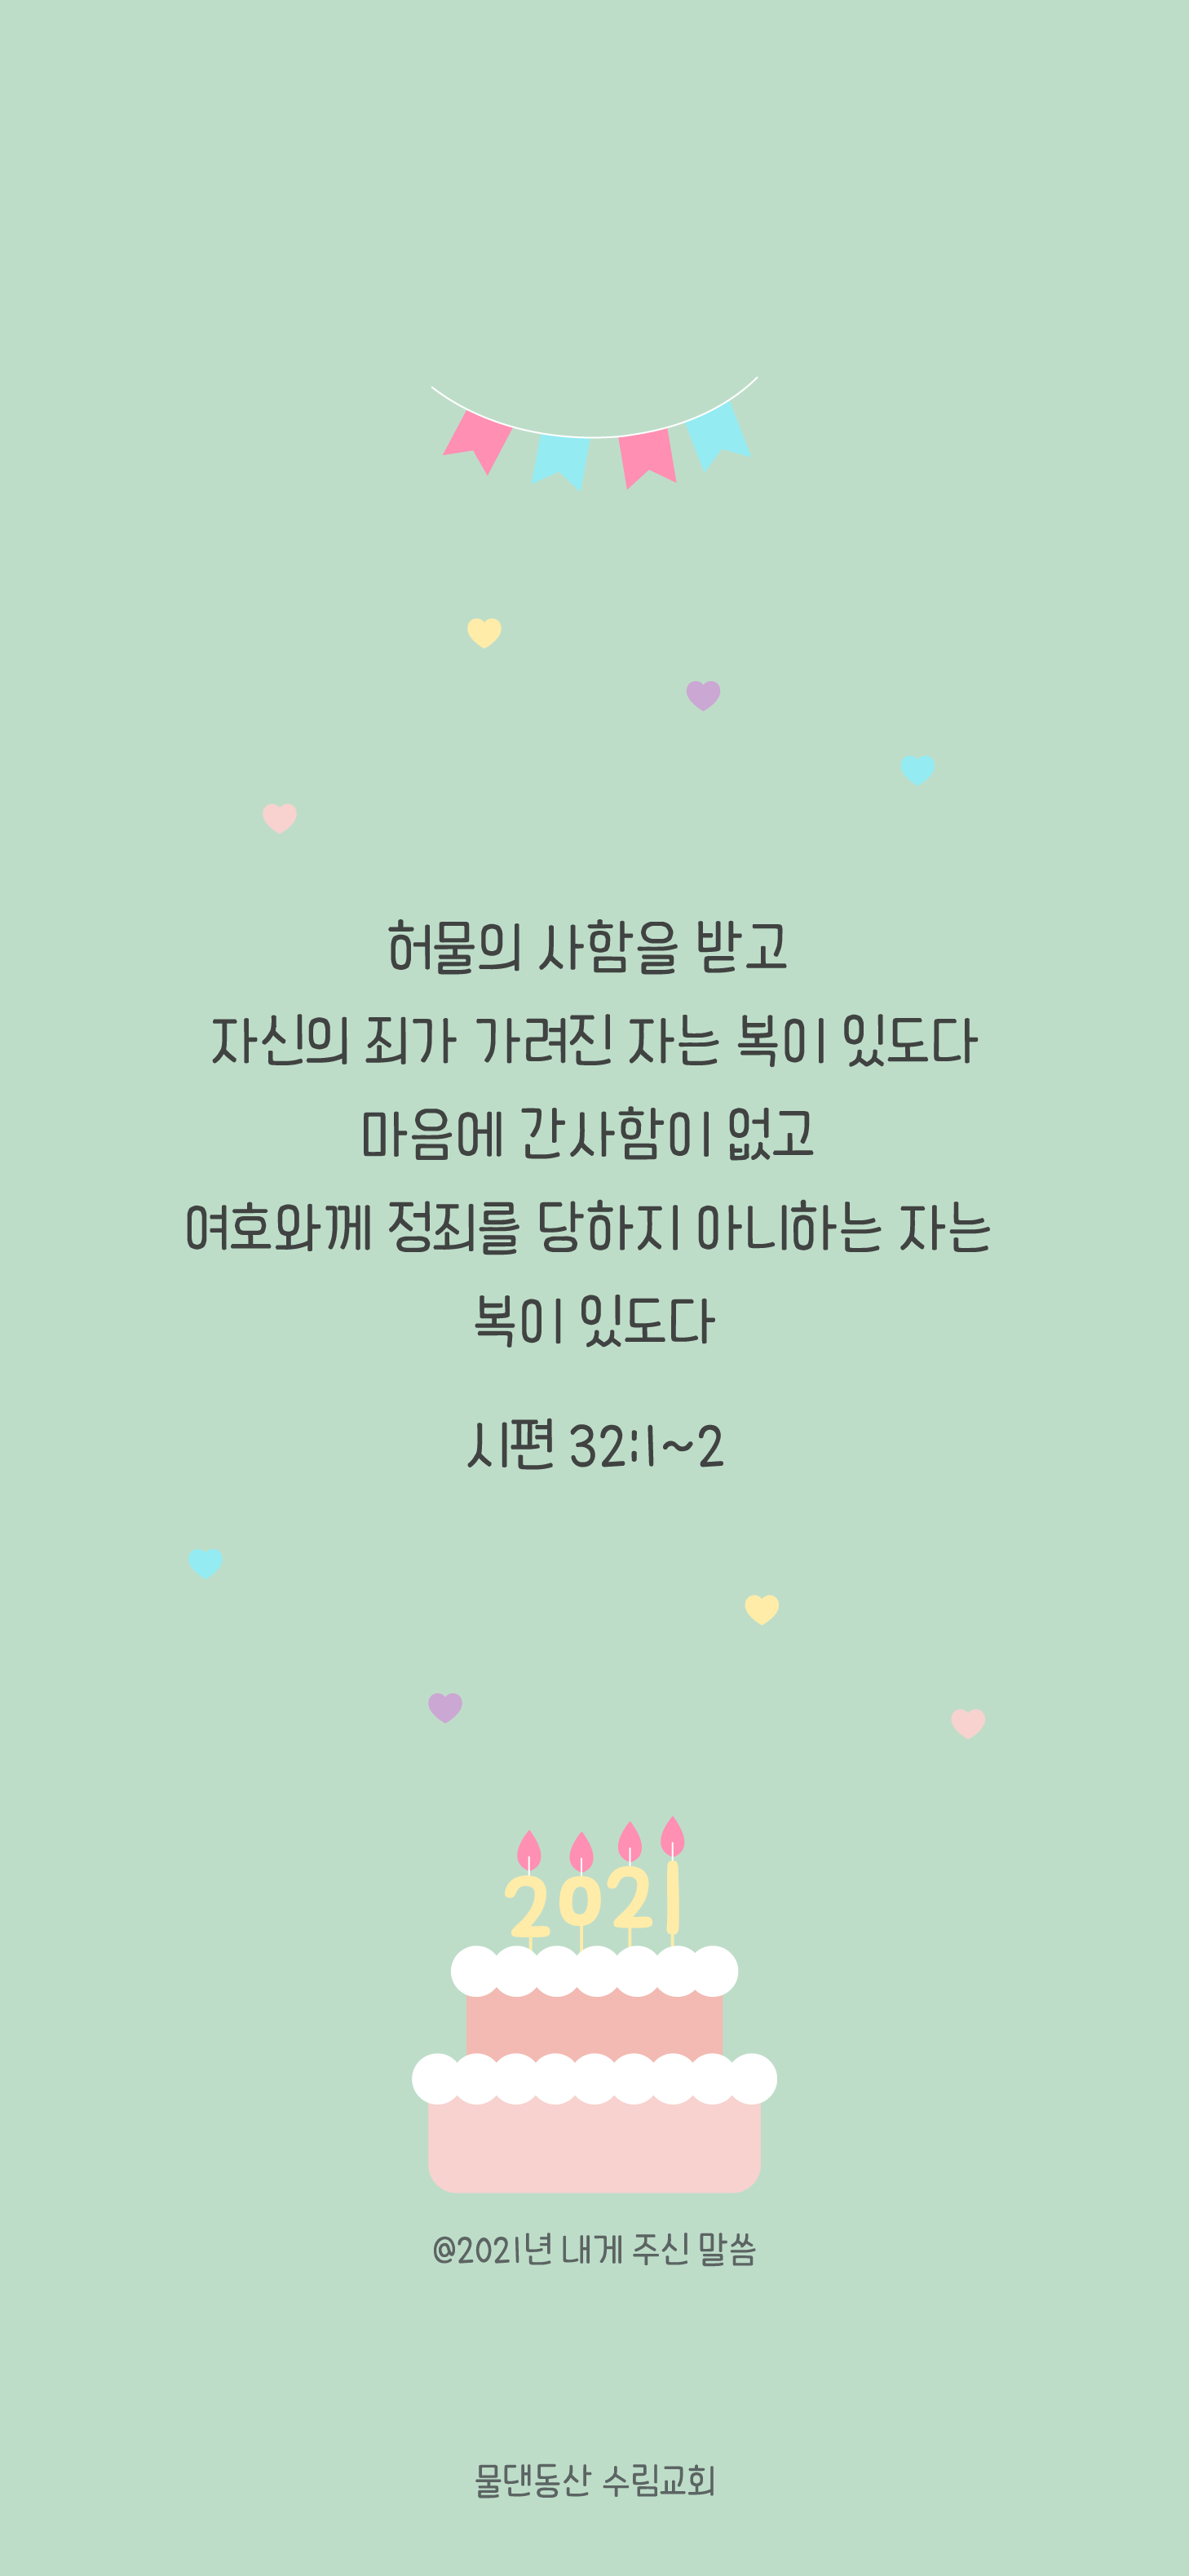 허물의 사함을 받고
자신의 죄가 가려진 자는 복이 있도다
마음에 간사함이 없고
여호와께 정죄를 당하지 아니하는 자는
복이 있도다
시편 32:1~2
2021
@2021년 내게 주신 말씀
물댄동산 수림교회